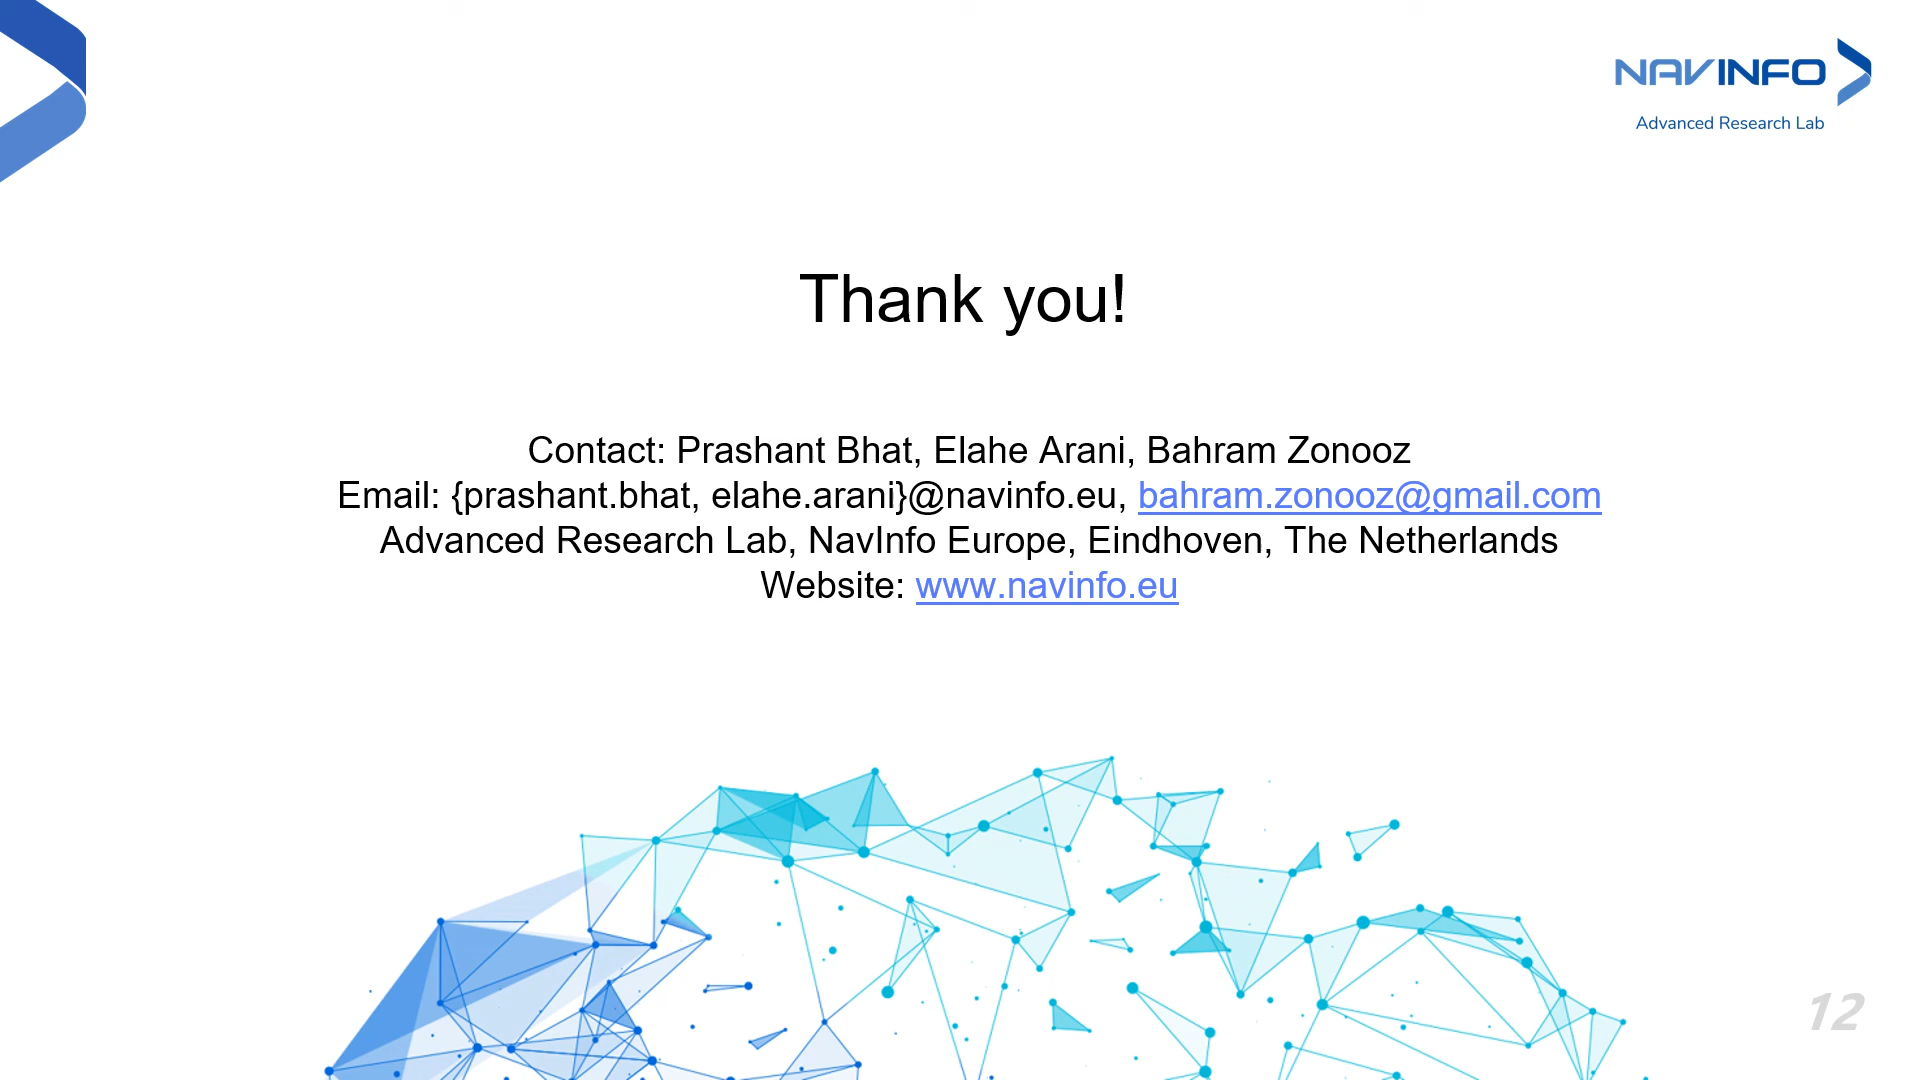 NAVINFO
Advanced Research Lab
Thank you!
Contact: Prashant Bhat, Elahe Arani, Bahram Zonooz
Email: {prashant.bhat, elahe.arani}@navinfo.eu, bahram.zonooz@gmail.com
Advanced Research Lab, NavInfo Europe, Eindhoven, The Netherlands
Website: www.navinfo.eu
12